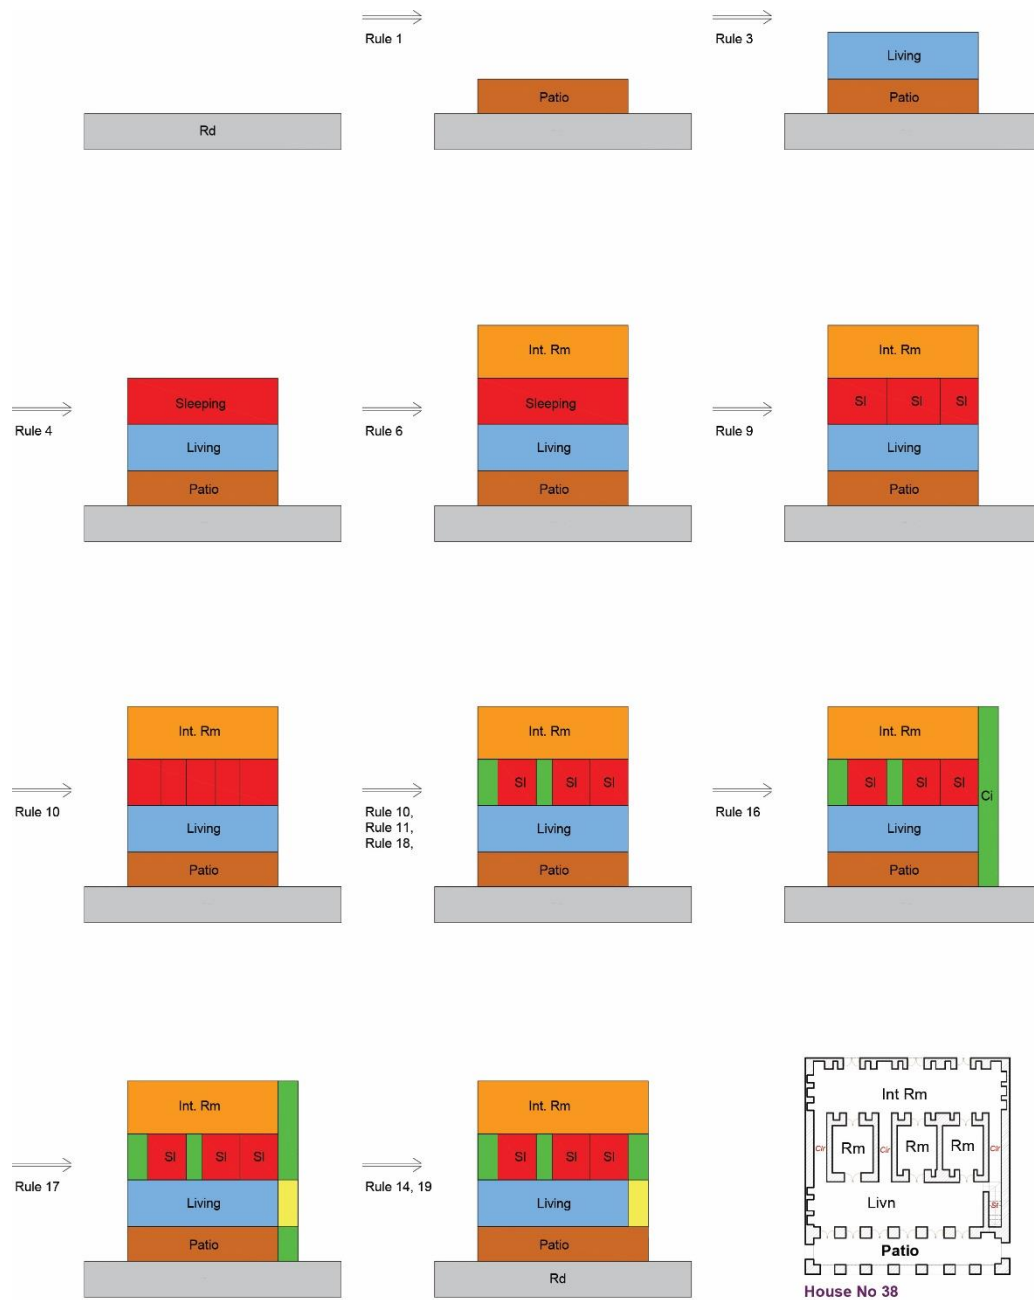 Rule 1
Rule 3
Rd
Patio
Living
Patio
Rule 4
Sleeping
Living
Patio
Rule 6
Int. Rm
Sleeping
Living
Patio
Rule 9
Int. Rm
Sl Sl Sl
Living
Patio
Rule 10
Int. Rm
Living
Patio
Rule 10,
Rule 11,
Rule 18,
Int. Rm
Sl Sl Sl
Living
Patio
Rule 16
Int. Rm
Sl Sl Sl
Ci
Living
Patio
Rule 17
Int. Rm
Sl Sl Sl
Living
Patio
Rule 14, 19
Int. Rm
Sl Sl Sl
Living
Patio
Rd
Int Rm
Cir Rm Cir Rm Rm Cir
Livn
St
Patio
House No 38